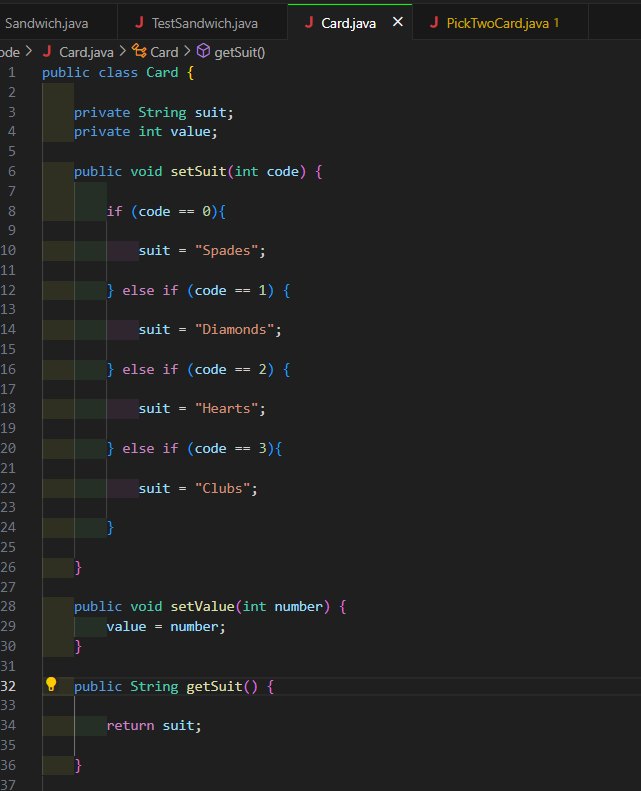 Sandwich.java J TestSandwich.java J Card.java × J PickTwoCard.java 1
ode > J Card.java > Card > getSuit()
1 public class Card {
2
3 private String suit;
4 private int value;
5
6 public void setSuit(int code) {
7
8 if (code == 0){
9
10 suit = "Spades";
11
12 } else if (code == 1) {
13
14 suit = "Diamonds";
15
16 } else if (code == 2) {
17
18 suit = "Hearts";
19
20 } else if (code == 3){
21
22 suit = "Clubs";
23
24 }
25
26 }
27
28 public void setValue(int number) {
29 value = number;
30 }
31
32 public String getSuit() {
33
34 return suit;
35
36 }
37